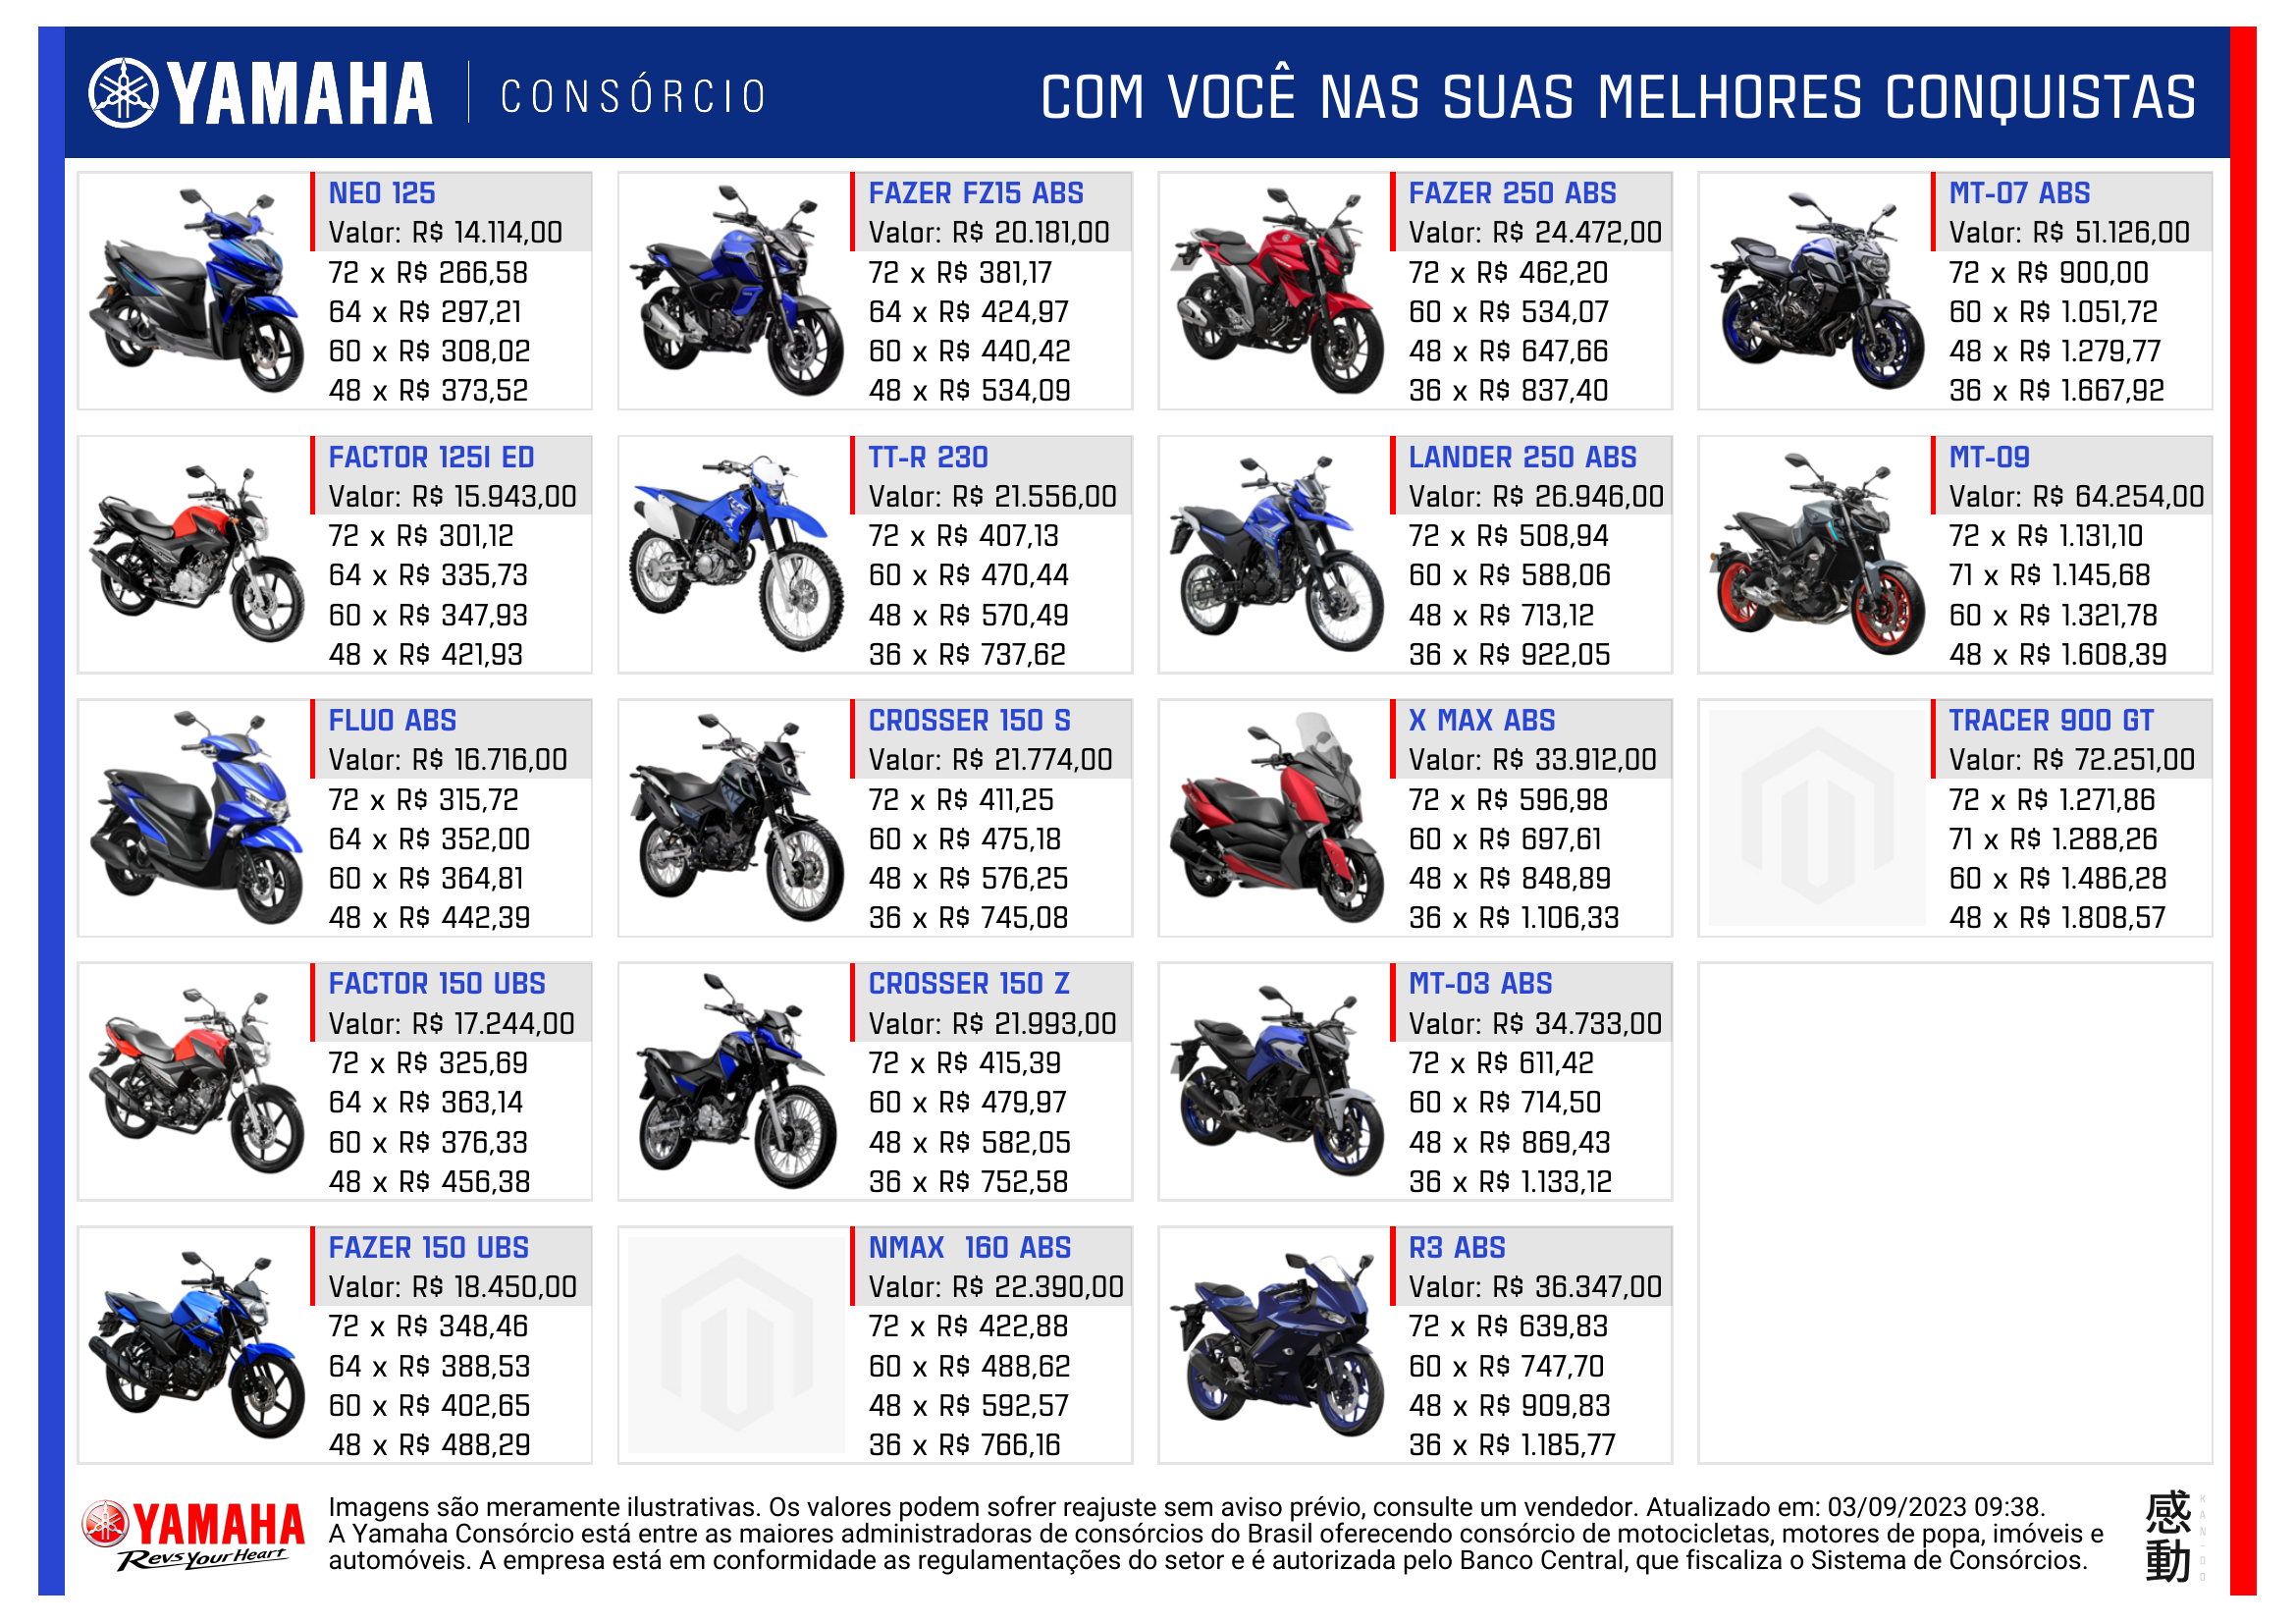 YAMAHA CONSÓRCIO
COM VOCÊ NAS SUAS MELHORES CONQUISTAS
NEO 125
Valor: R$ 14.114,00
72 x R$ 266,58
64 x R$ 297,21
60 x R$ 308,02
48 x R$ 373,52
FAZER FZ15 ABS
Valor: R$ 20.181,00
72 x R$ 381,17
64 x R$ 424,97
60 x R$ 440,42
48 x R$ 534,09
FAZER 250 ABS
Valor: R$ 24.472,00
72 x R$ 462,20
60 x R$ 534,07
48 x R$ 647,66
36 x R$ 837,40
MT-07 ABS
Valor: R$ 51.126,00
72 x R$ 900,00
60 x R$ 1.051,72
48 x R$ 1.279,77
36 x R$ 1.667,92
FACTOR 125I ED
Valor: R$ 15.943,00
72 x R$ 301,12
64 x R$ 335,73
60 x R$ 347,93
48 x R$ 421,93
TT-R 230
Valor: R$ 21.556,00
72 x R$ 407,13
60 x R$ 470,44
48 x R$ 570,49
36 x R$ 737,62
LANDER 250 ABS
Valor: R$ 26.946,00
72 x R$ 508,94
60 x R$ 588,06
48 x R$ 713,12
36 x R$ 922,05
MT-09
Valor: R$ 64.254,00
72 x R$ 1.131,10
71 x R$ 1.145,68
60 x R$ 1.321,78
48 x R$ 1.608,39
FLUO ABS
Valor: R$ 16.716,00
72 x R$ 315,72
64 x R$ 352,00
60 x R$ 364,81
48 x R$ 442,39
CROSSER 150 S
Valor: R$ 21.774,00
72 x R$ 411,25
60 x R$ 475,18
48 x R$ 576,25
36 x R$ 745,08
X MAX ABS
Valor: R$ 33.912,00
72 x R$ 596,98
60 x R$ 697,61
48 x R$ 848,89
36 x R$ 1.106,33
TRACER 900 GT
Valor: R$ 72.251,00
72 x R$ 1.271,86
71 x R$ 1.288,26
60 x R$ 1.486,28
48 x R$ 1.808,57
FACTOR 150 UBS
Valor: R$ 17.244,00
72 x R$ 325,69
64 x R$ 363,14
60 x R$ 376,33
48 x R$ 456,38
CROSSER 150 Z
Valor: R$ 21.993,00
72 x R$ 415,39
60 x R$ 479,97
48 x R$ 582,05
36 x R$ 752,58
MT-03 ABS
Valor: R$ 34.733,00
72 x R$ 611,42
60 x R$ 714,50
48 x R$ 869,43
36 x R$ 1.133,12
FAZER 150 UBS
Valor: R$ 18.450,00
72 x R$ 348,46
64 x R$ 388,53
60 x R$ 402,65
48 x R$ 488,29
NMAX 160 ABS
Valor: R$ 22.390,00
72 x R$ 422,88
60 x R$ 488,62
48 x R$ 592,57
36 x R$ 766,16
R3 ABS
Valor: R$ 36.347,00
72 x R$ 639,83
60 x R$ 747,70
48 x R$ 909,83
36 x R$ 1.185,77
YAMAHA
Revs Your Heart
Imagens são meramente ilustrativas. Os valores podem sofrer reajuste sem aviso prévio, consulte um vendedor. Atualizado em: 03/09/2023 09:38.
A Yamaha Consórcio está entre as maiores administradoras de consórcios do Brasil oferecendo consórcio de motocicletas, motores de popa, imóveis e
automóveis. A empresa está em conformidade as regulamentações do setor e é autorizada pelo Banco Central, que fiscaliza o Sistema de Consórcios.
感動
KAN-DO